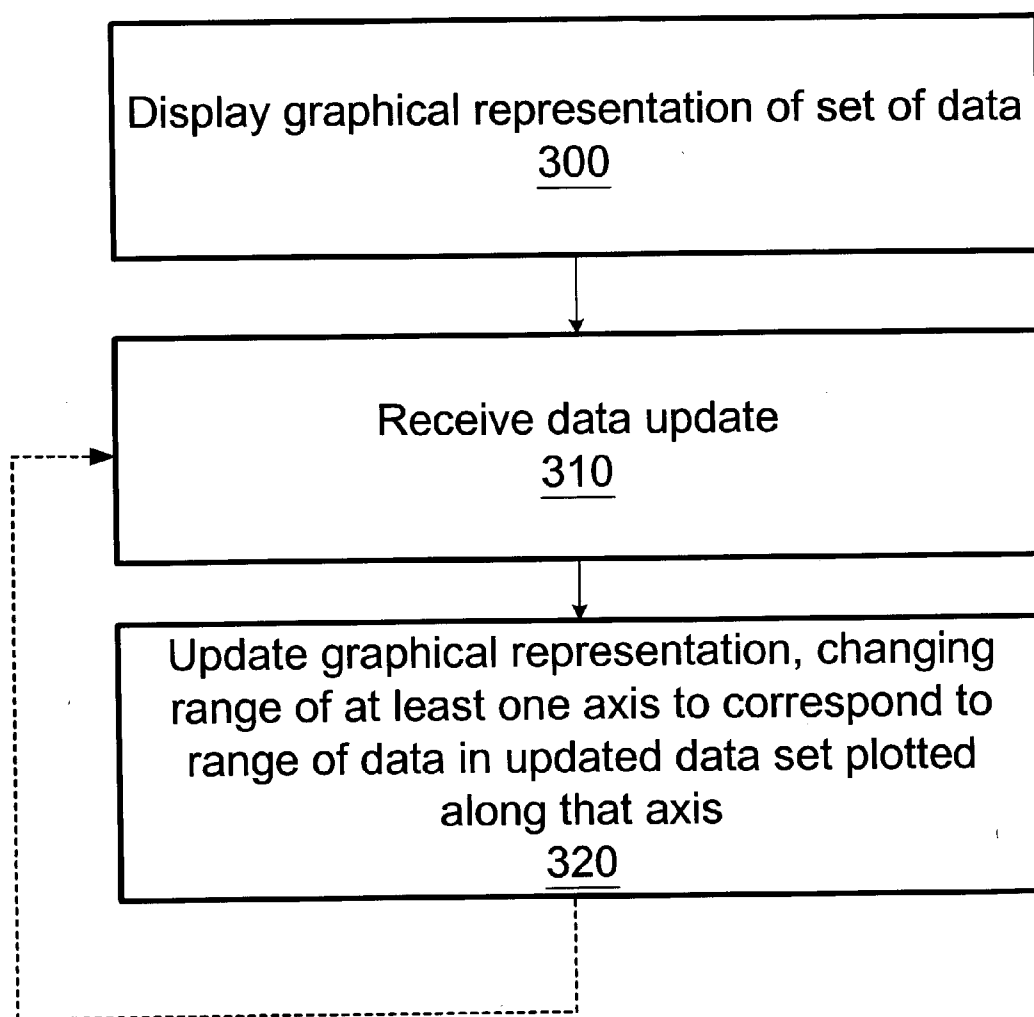 Display graphical representation of set of data
300
Receive data update
310
Update graphical representation, changing
range of at least one axis to correspond to
range of data in updated data set plotted
along that axis
320